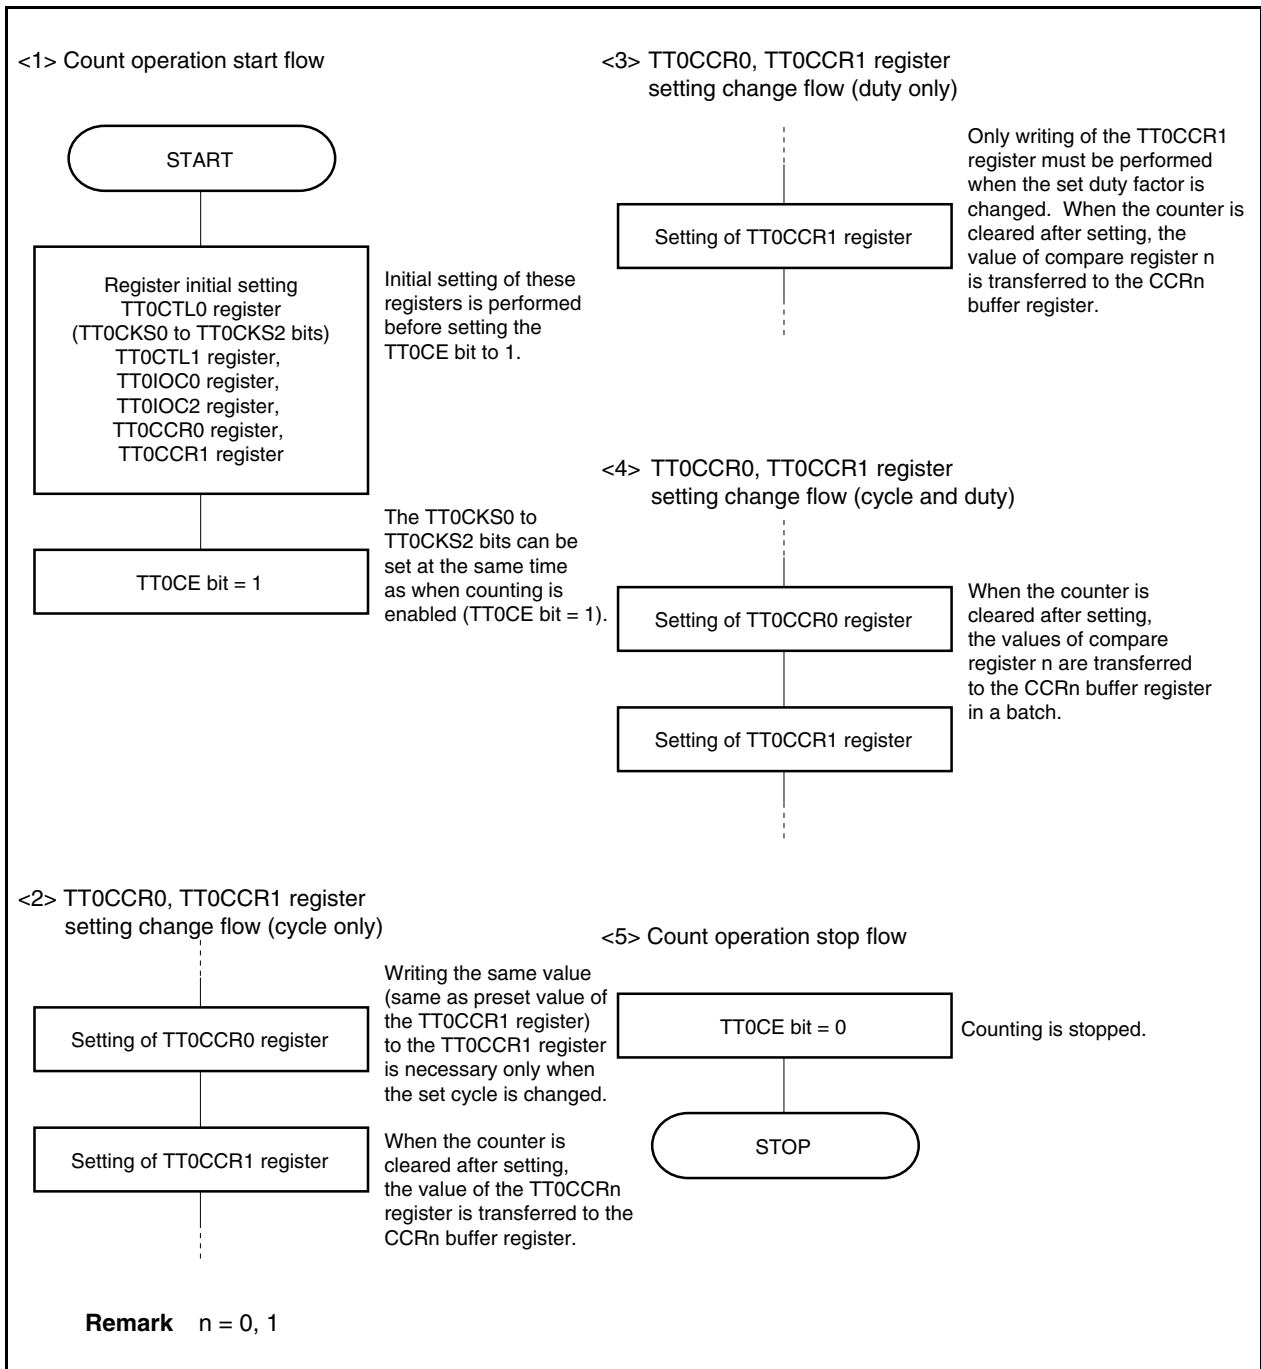 <1> Count operation start flow
START
Register initial setting
TT0CTL0 register
(TT0CKS0 to TT0CKS2 bits)
TT0CTL1 register,
TT0IOC0 register,
TT0IOC2 register,
TT0CCR0 register,
TT0CCR1 register
Initial setting of these
registers is performed
before setting the
TT0CE bit to 1.
TT0CE bit = 1
The TT0CKS0 to
TT0CKS2 bits can be
set at the same time
as when counting is
enabled (TT0CE bit = 1).
<2> TT0CCR0, TT0CCR1 register
setting change flow (cycle only)
Setting of TT0CCR0 register
Writing the same value
(same as preset value of
the TT0CCR1 register)
to the TT0CCR1 register
is necessary only when
the set cycle is changed.
Setting of TT0CCR1 register
When the counter is
cleared after setting,
the value of the TT0CCRn
register is transferred to the
CCRn buffer register.
<3> TT0CCR0, TT0CCR1 register
setting change flow (duty only)
Setting of TT0CCR1 register
Only writing of the TT0CCR1
register must be performed
when the set duty factor is
changed. When the counter is
cleared after setting, the
value of compare register n
is transferred to the CCRn
buffer register.
<4> TT0CCR0, TT0CCR1 register
setting change flow (cycle and duty)
Setting of TT0CCR0 register
When the counter is
cleared after setting,
the values of compare
register n are transferred
to the CCRn buffer register
in a batch.
Setting of TT0CCR1 register
<5> Count operation stop flow
TT0CE bit = 0
Counting is stopped.
STOP
Remark n = 0, 1